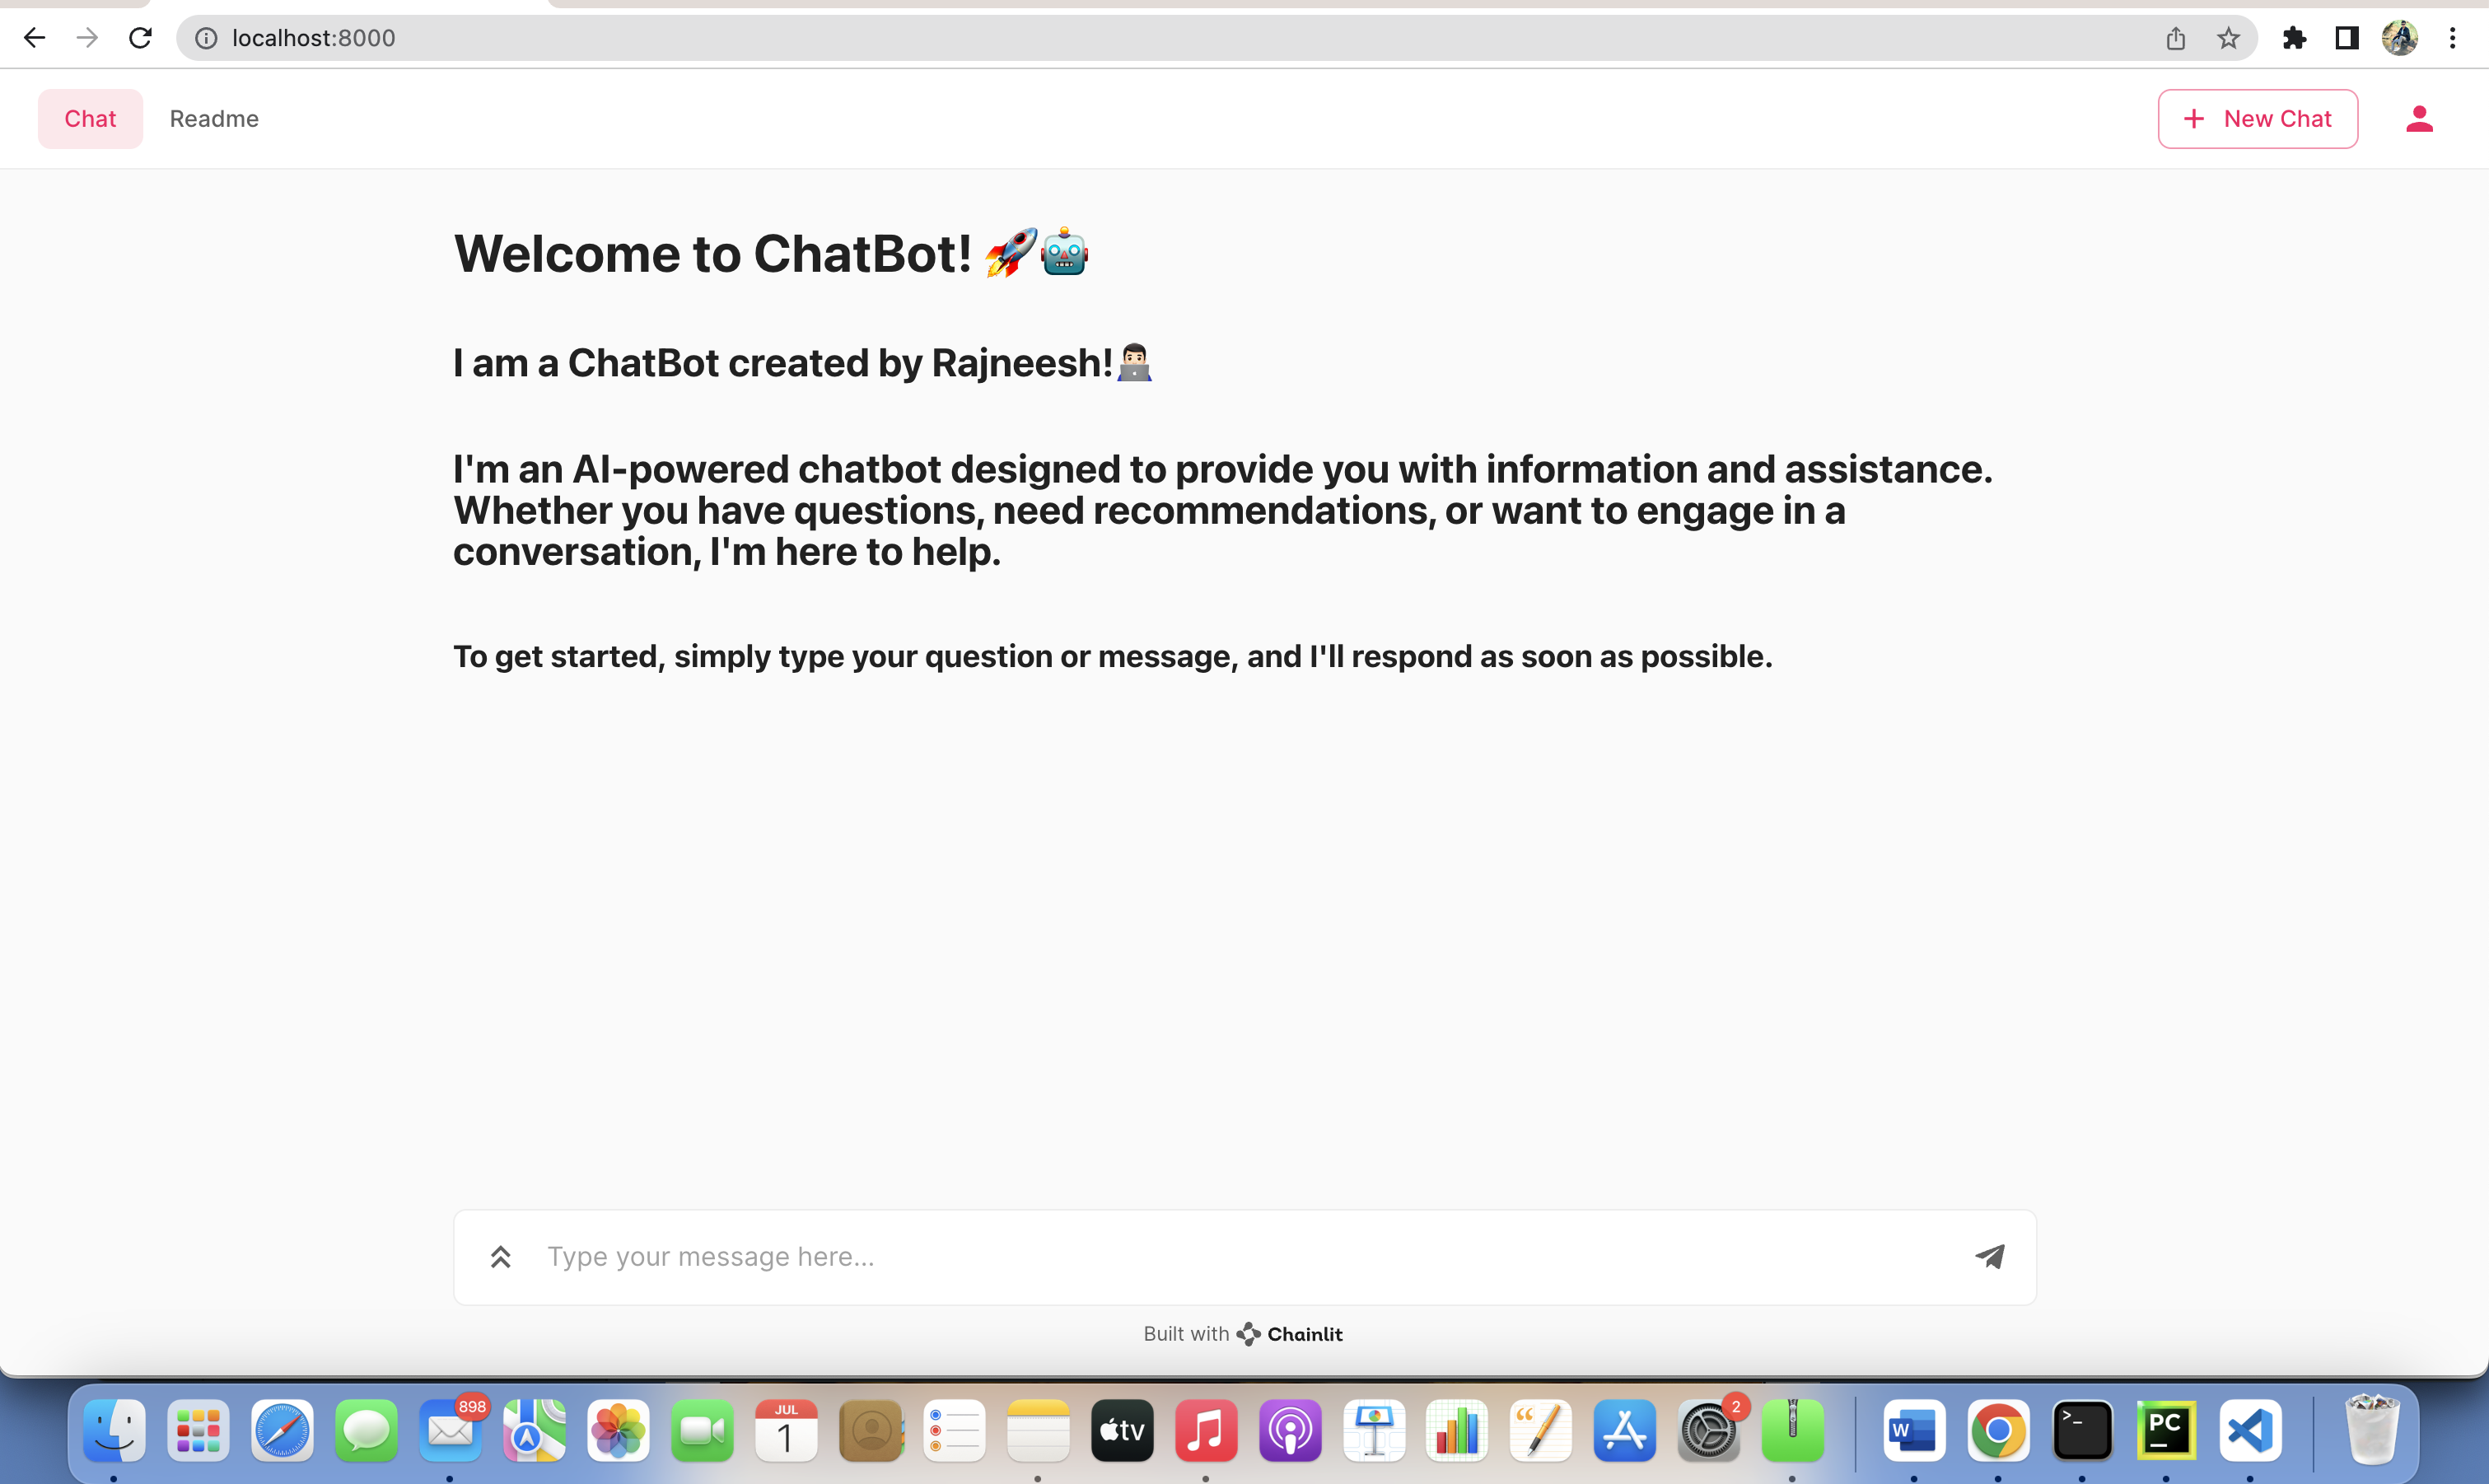 localhost:8000
Chat
Readme
+ New Chat
Welcome to ChatBot! 🚀🤖
I am a ChatBot created by Rajneesh!👨🏻‍💻
I'm an AI-powered chatbot designed to provide you with information and assistance.
Whether you have questions, need recommendations, or want to engage in a
conversation, I'm here to help.
To get started, simply type your question or message, and I'll respond as soon as possible.
Type your message here...
Built with Chainlit
898
JUL
1
tv
2
W
>_
PC